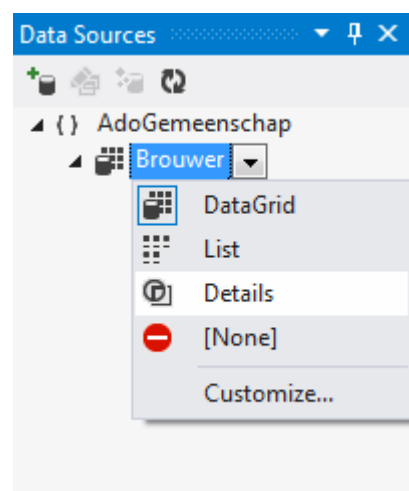 Data Sources
{ } AdoGemeenschap
Brouwer
DataGrid
List
Details
[None]
Customize...